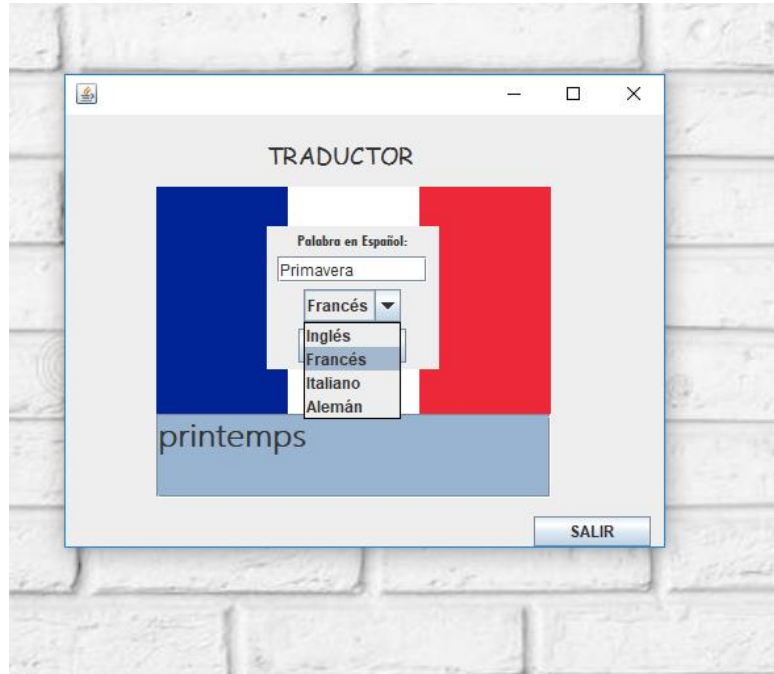 TRADUCTOR
Palabra en Español:
Primavera
Francés
Inglés
Francés
Italiano
Alemán
printemps
SALIR